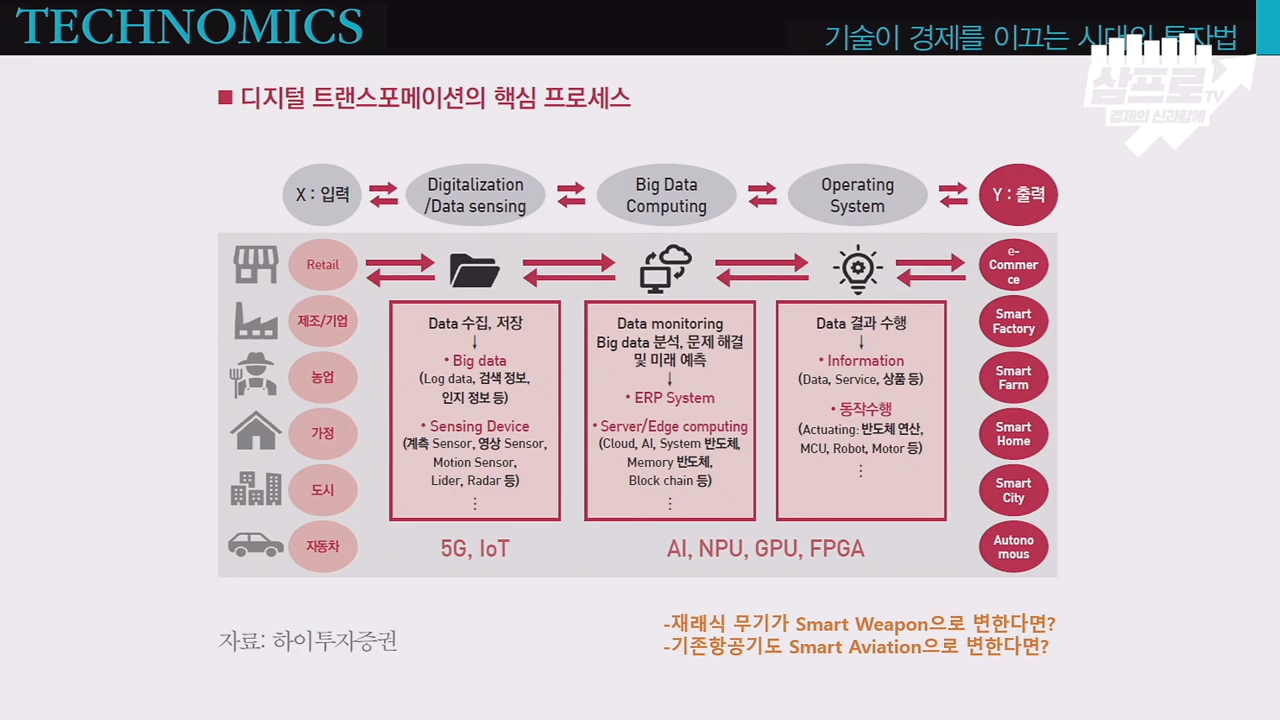 TECHNOMICS
기술이 경제를 이끄는 시대의 투자법
삼프로TV
경제의 신과함께
■ 디지털 트랜스포메이션의 핵심 프로세스
X : 입력
Digitalization
/Data sensing
Big Data
Computing
Operating
System
Y : 출력
Retail
e-
Commer
ce
제조/기업
Smart
Factory
농업
Smart
Farm
가정
Smart
Home
도시
Smart
City
자동차
Autono
mous
Data 수집, 저장
↓
• Big data
(Log data, 검색 정보,
인지 정보 등)
• Sensing Device
(계측 Sensor, 영상 Sensor,
Motion Sensor,
Lider, Radar 등)
⋮
Data monitoring
Big data 분석, 문제 해결
및 미래 예측
↓
• ERP System
• Server/Edge computing
(Cloud, AI, System 반도체,
Memory 반도체,
Block chain 등)
⋮
Data 결과 수행
↓
• Information
(Data, Service, 상품 등)
• 동작수행
(Actuating: 반도체 연산,
MCU, Robot, Motor 등)
⋮
5G, IoT
AI, NPU, GPU, FPGA
자료: 하이투자증권
-재래식 무기가 Smart Weapon으로 변한다면?
-기존항공기도 Smart Aviation으로 변한다면?